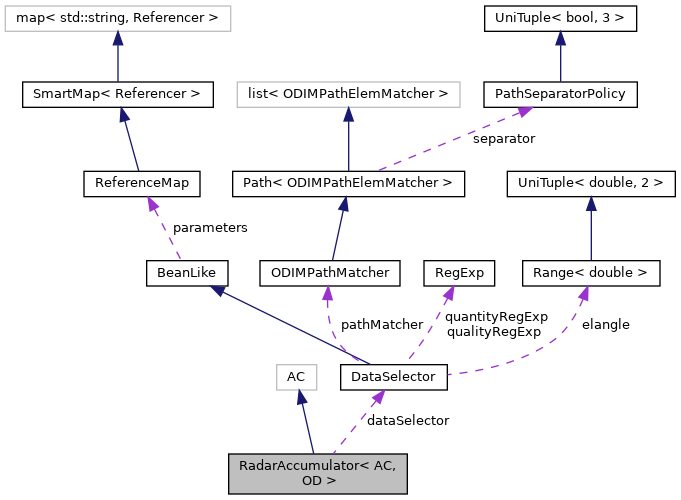 map< std::string, Referencer >
UniTuple< bool, 3 >
SmartMap< Referencer >
list< ODIMPathElemMatcher >
PathSeparatorPolicy
separator
ReferenceMap
Path< ODIMPathElemMatcher >
UniTuple< double, 2 >
parameters
BeanLike
ODIMPathMatcher
RegExp
Range< double >
pathMatcher
quantityRegExp
qualityRegExp
elangle
AC
DataSelector
dataSelector
RadarAccumulator< AC,
OD >